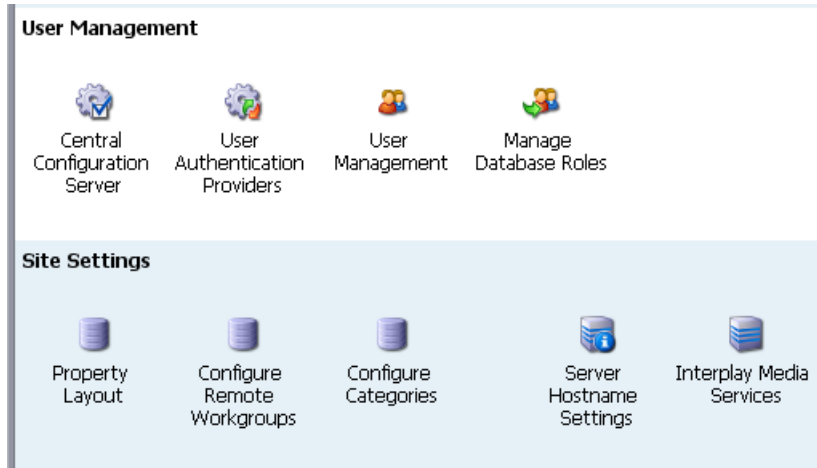 User Management
Central
Configuration
Server
User
Authentication
Providers
User
Management
Manage
Database Roles
Site Settings
Property
Layout
Configure
Remote
Workgroups
Configure
Categories
Server
Hostname
Settings
Interplay Media
Services